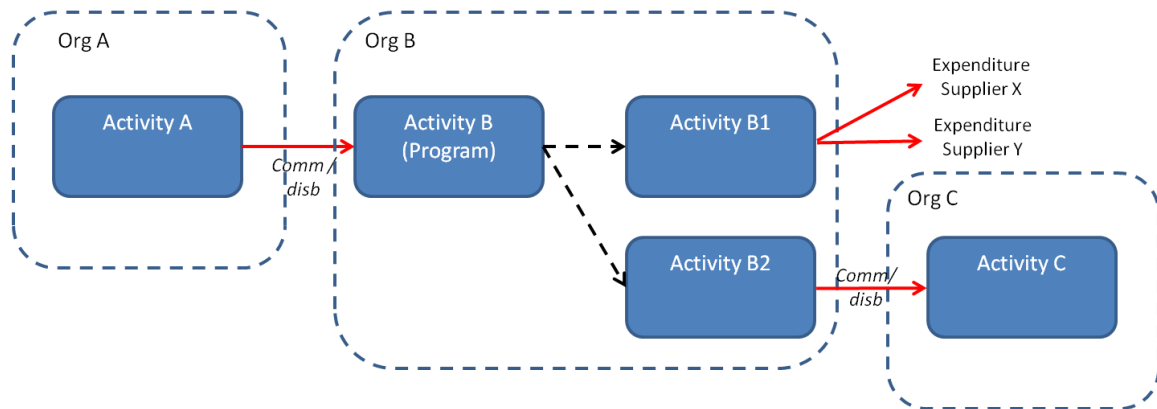 Org A
Activity A
Comm/
disb
Org B
Activity B
(Program)
Activity B1
Activity B2
Expenditure
Supplier X
Expenditure
Supplier Y
Comm/
disb
Org C
Activity C